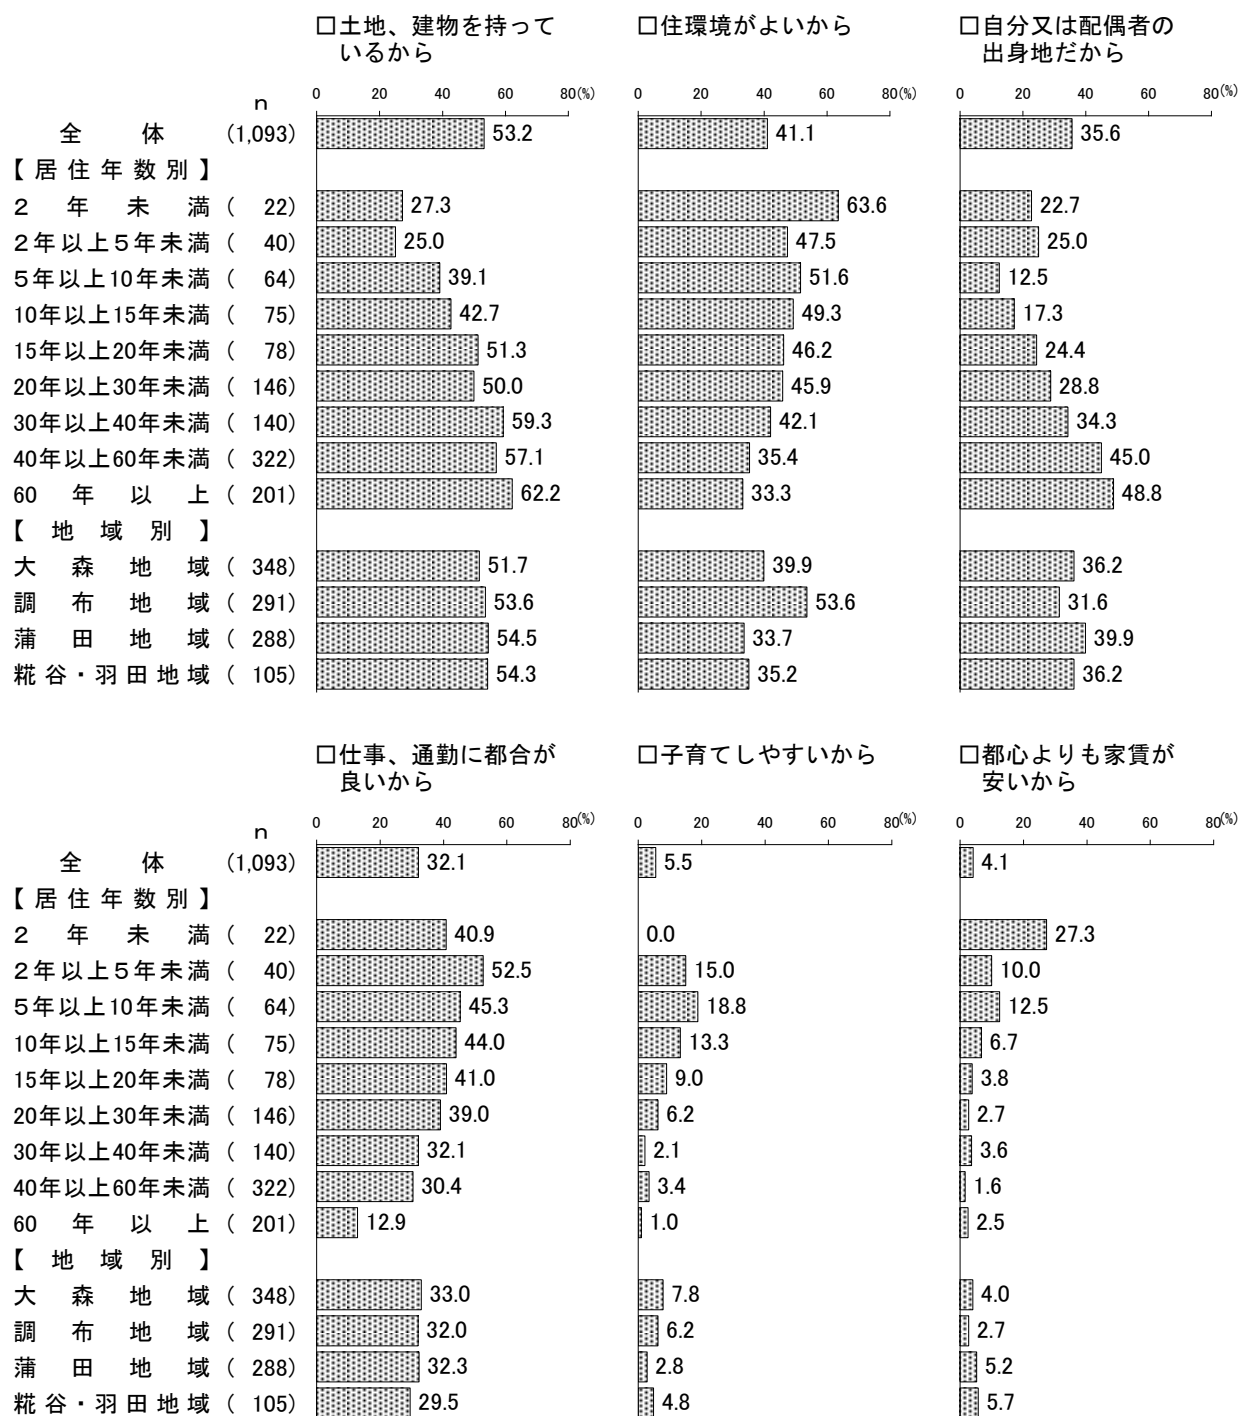 □土地、建物を持って
いるから
□住環境がよいから
□自分又は配偶者の
出身地だから
n
0 20 40 60 80(%)
0 20 40 60 80(%)
0 20 40 60 80(%)
全体 (1,093) 53.2 41.1 35.6
【居住年数別】
2年未満 ( 22) 27.3 63.6 22.7
2年以上5年未満 ( 40) 25.0 47.5 25.0
5年以上10年未満 ( 64) 39.1 51.6 12.5
10年以上15年未満 ( 75) 42.7 49.3 17.3
15年以上20年未満 ( 78) 51.3 46.2 24.4
20年以上30年未満 ( 146) 50.0 45.9 28.8
30年以上40年未満 ( 140) 59.3 42.1 34.3
40年以上60年未満 ( 322) 57.1 35.4 45.0
60年以上 ( 201) 62.2 33.3 48.8
【地域別】
大森地域 ( 348) 51.7 39.9 36.2
調布地域 ( 291) 53.6 53.6 31.6
蒲田地域 ( 288) 54.5 33.7 39.9
糀谷・羽田地域 ( 105) 54.3 35.2 36.2
□仕事、通勤に都合が
良いから
□子育てしやすいから
□都心よりも家賃が
安いから
n
0 20 40 60 80(%)
0 20 40 60 80(%)
0 20 40 60 80(%)
全体 (1,093) 32.1 5.5 4.1
【居住年数別】
2年未満 ( 22) 40.9 0.0 27.3
2年以上5年未満 ( 40) 52.5 15.0 10.0
5年以上10年未満 ( 64) 45.3 18.8 12.5
10年以上15年未満 ( 75) 44.0 13.3 6.7
15年以上20年未満 ( 78) 41.0 9.0 3.8
20年以上30年未満 ( 146) 39.0 6.2 2.7
30年以上40年未満 ( 140) 32.1 2.1 3.6
40年以上60年未満 ( 322) 30.4 3.4 1.6
60年以上 ( 201) 12.9 1.0 2.5
【地域別】
大森地域 ( 348) 33.0 7.8 4.0
調布地域 ( 291) 32.0 6.2 2.7
蒲田地域 ( 288) 32.3 2.8 5.2
糀谷・羽田地域 ( 105) 29.5 4.8 5.7